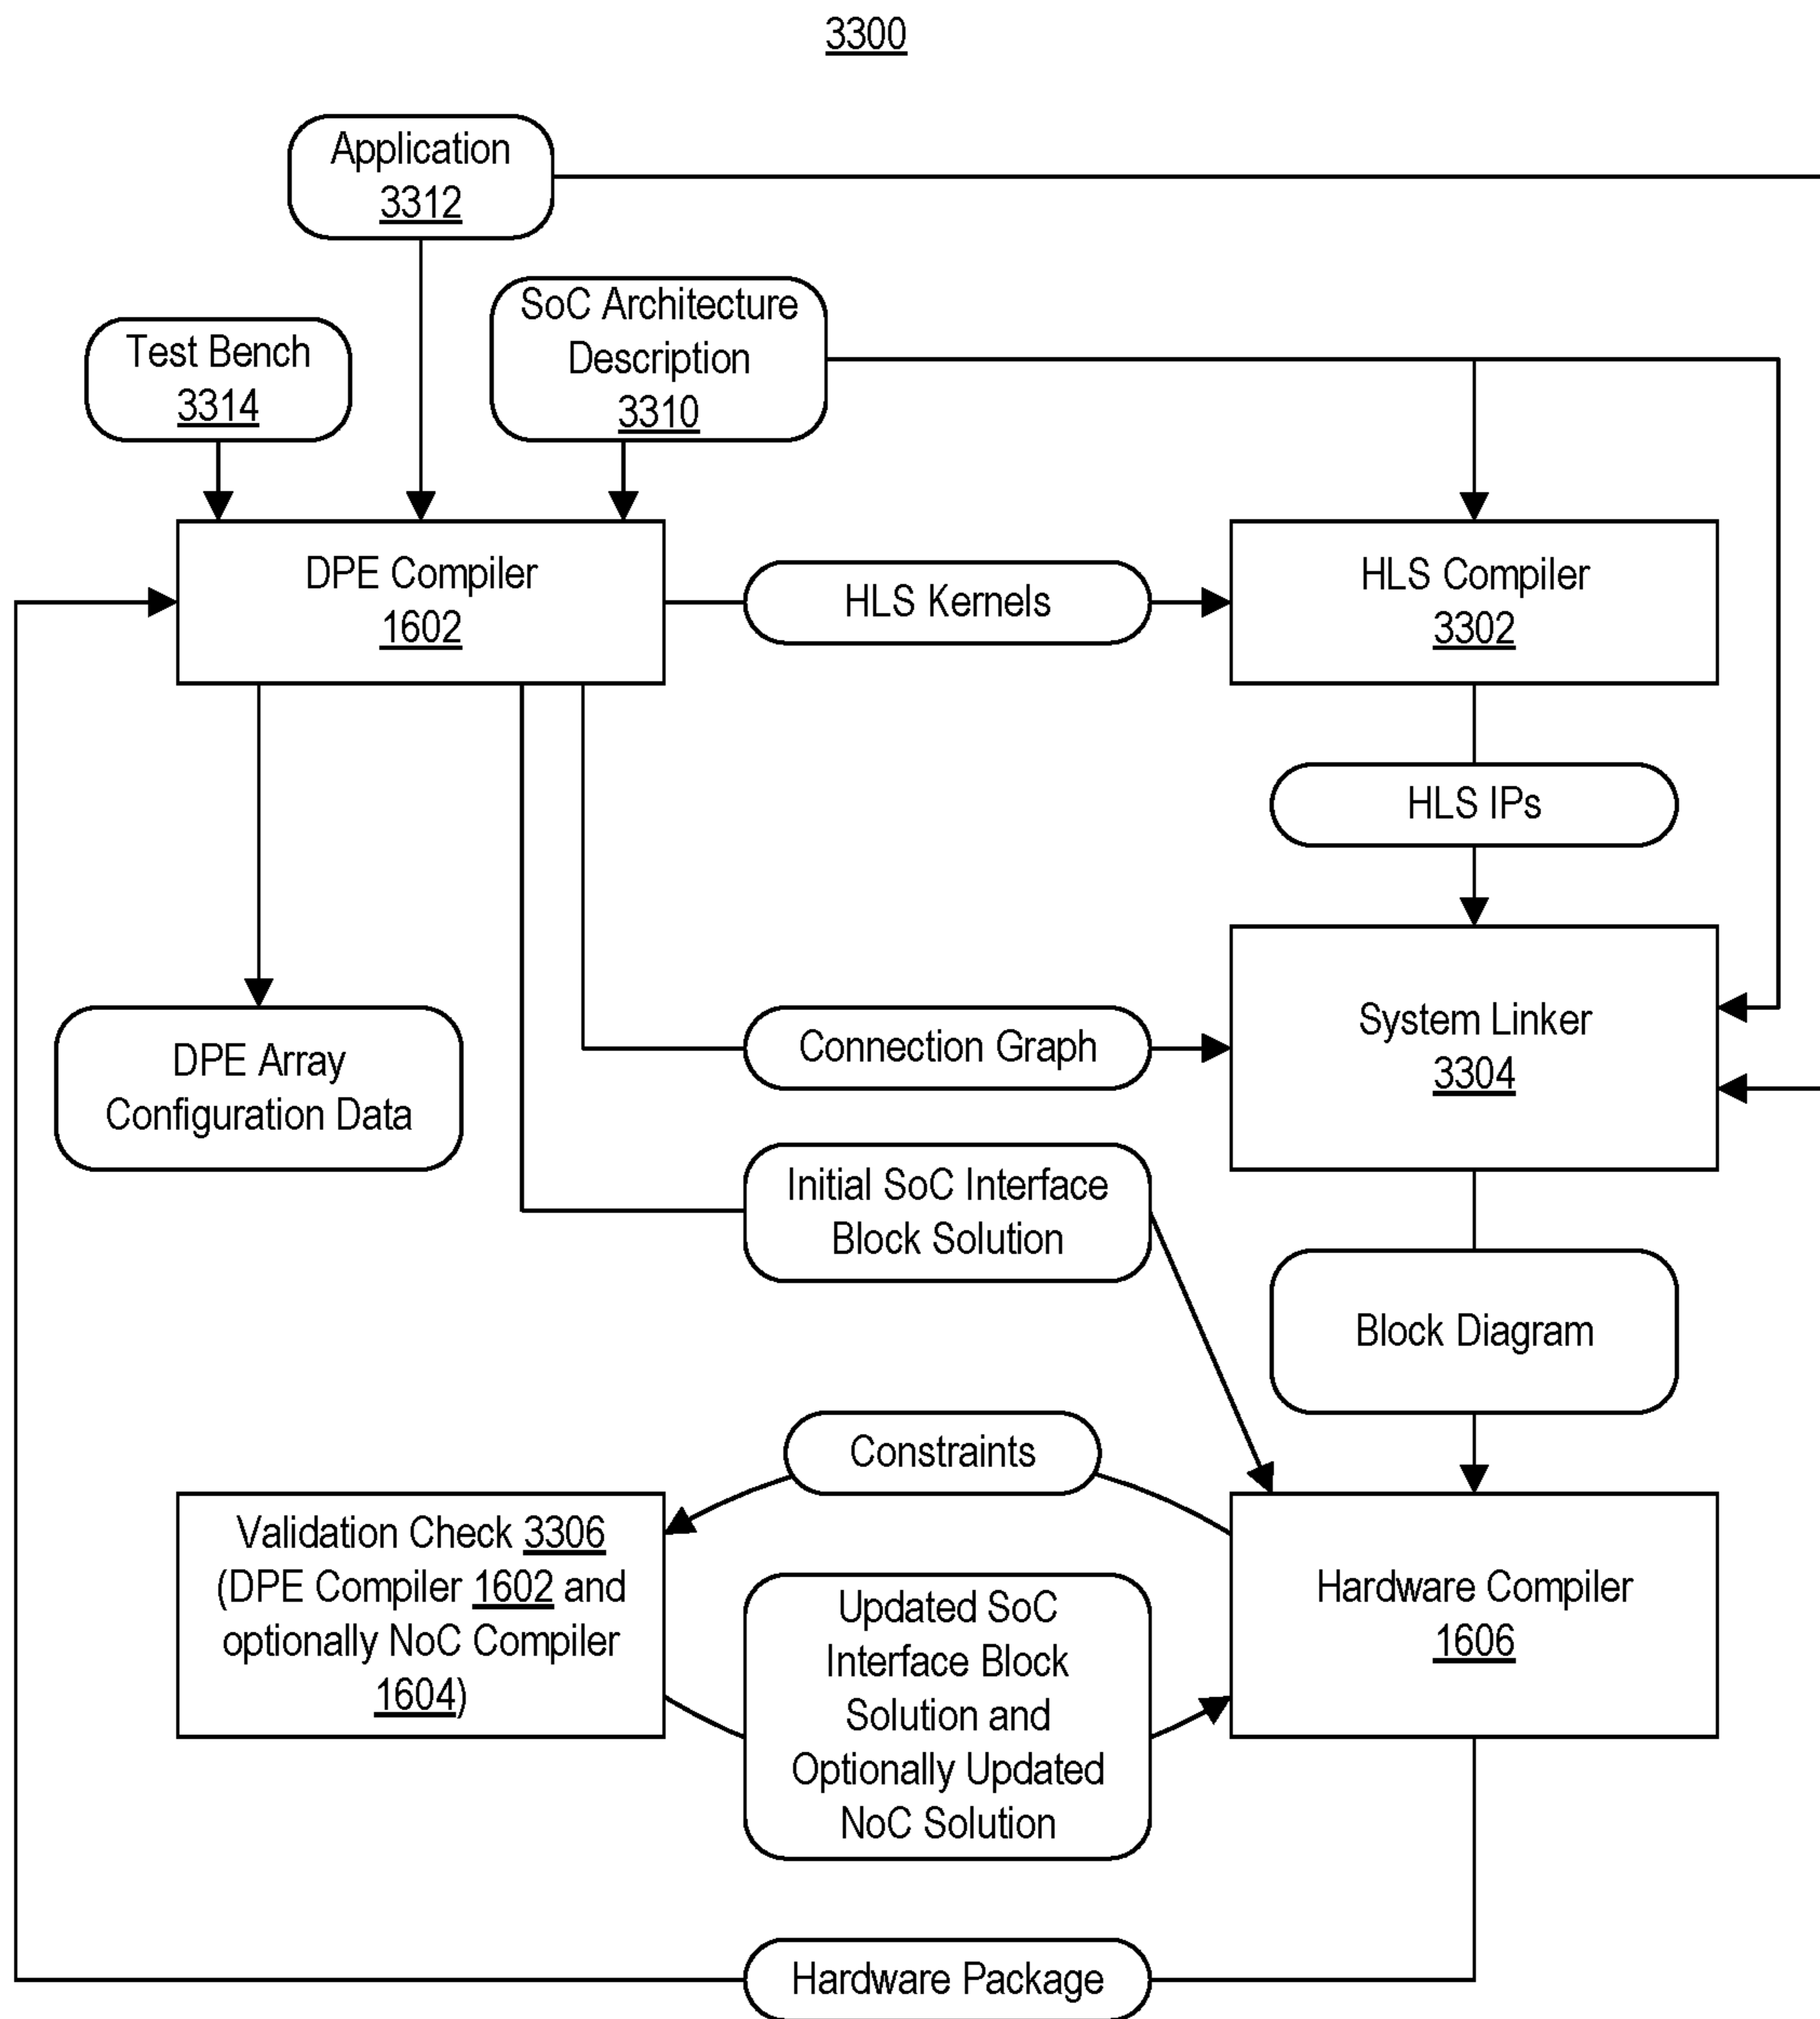 3300
Application
3312
SoC Architecture
Description
3310
Test Bench
3314
DPE Compiler
1602
HLS Kernels
HLS Compiler
3302
HLS IPs
DPE Array
Configuration Data
Connection Graph
System Linker
3304
Initial SoC Interface
Block Solution
Block Diagram
Constraints
Validation Check 3306
(DPE Compiler 1602 and
optionally NoC Compiler
1604)
Updated SoC
Interface Block
Solution and
Optionally Updated
NoC Solution
Hardware Compiler
1606
Hardware Package